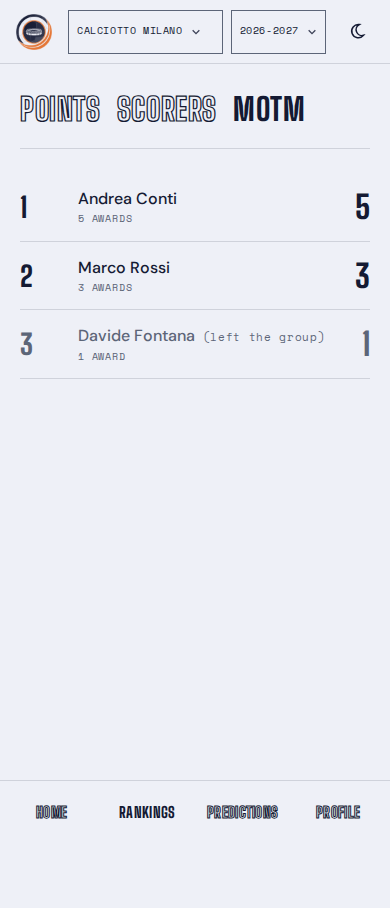 CALCIOTTO MILANO 2026-2027
POINTS SCORERS MOTM
1 Andrea Conti 5
5 AWARDS
2 Marco Rossi 3
3 AWARDS
3 Davide Fontana (left the group) 1
1 AWARD
HOME RANKINGS PREDICTIONS PROFILE